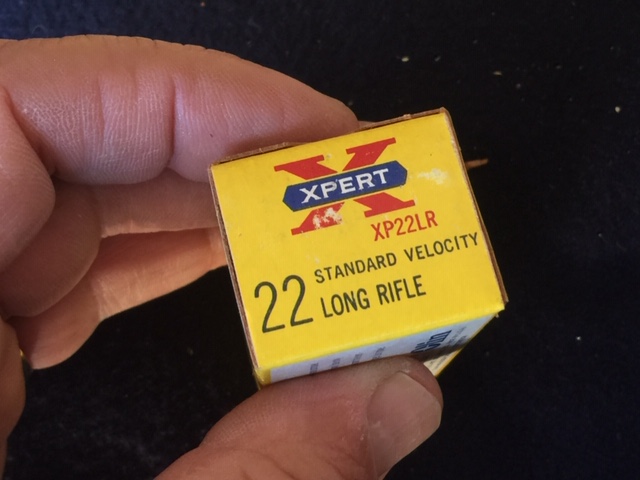 XPERT
XP22LR
22 STANDARD VELOCITY
LONG RIFLE